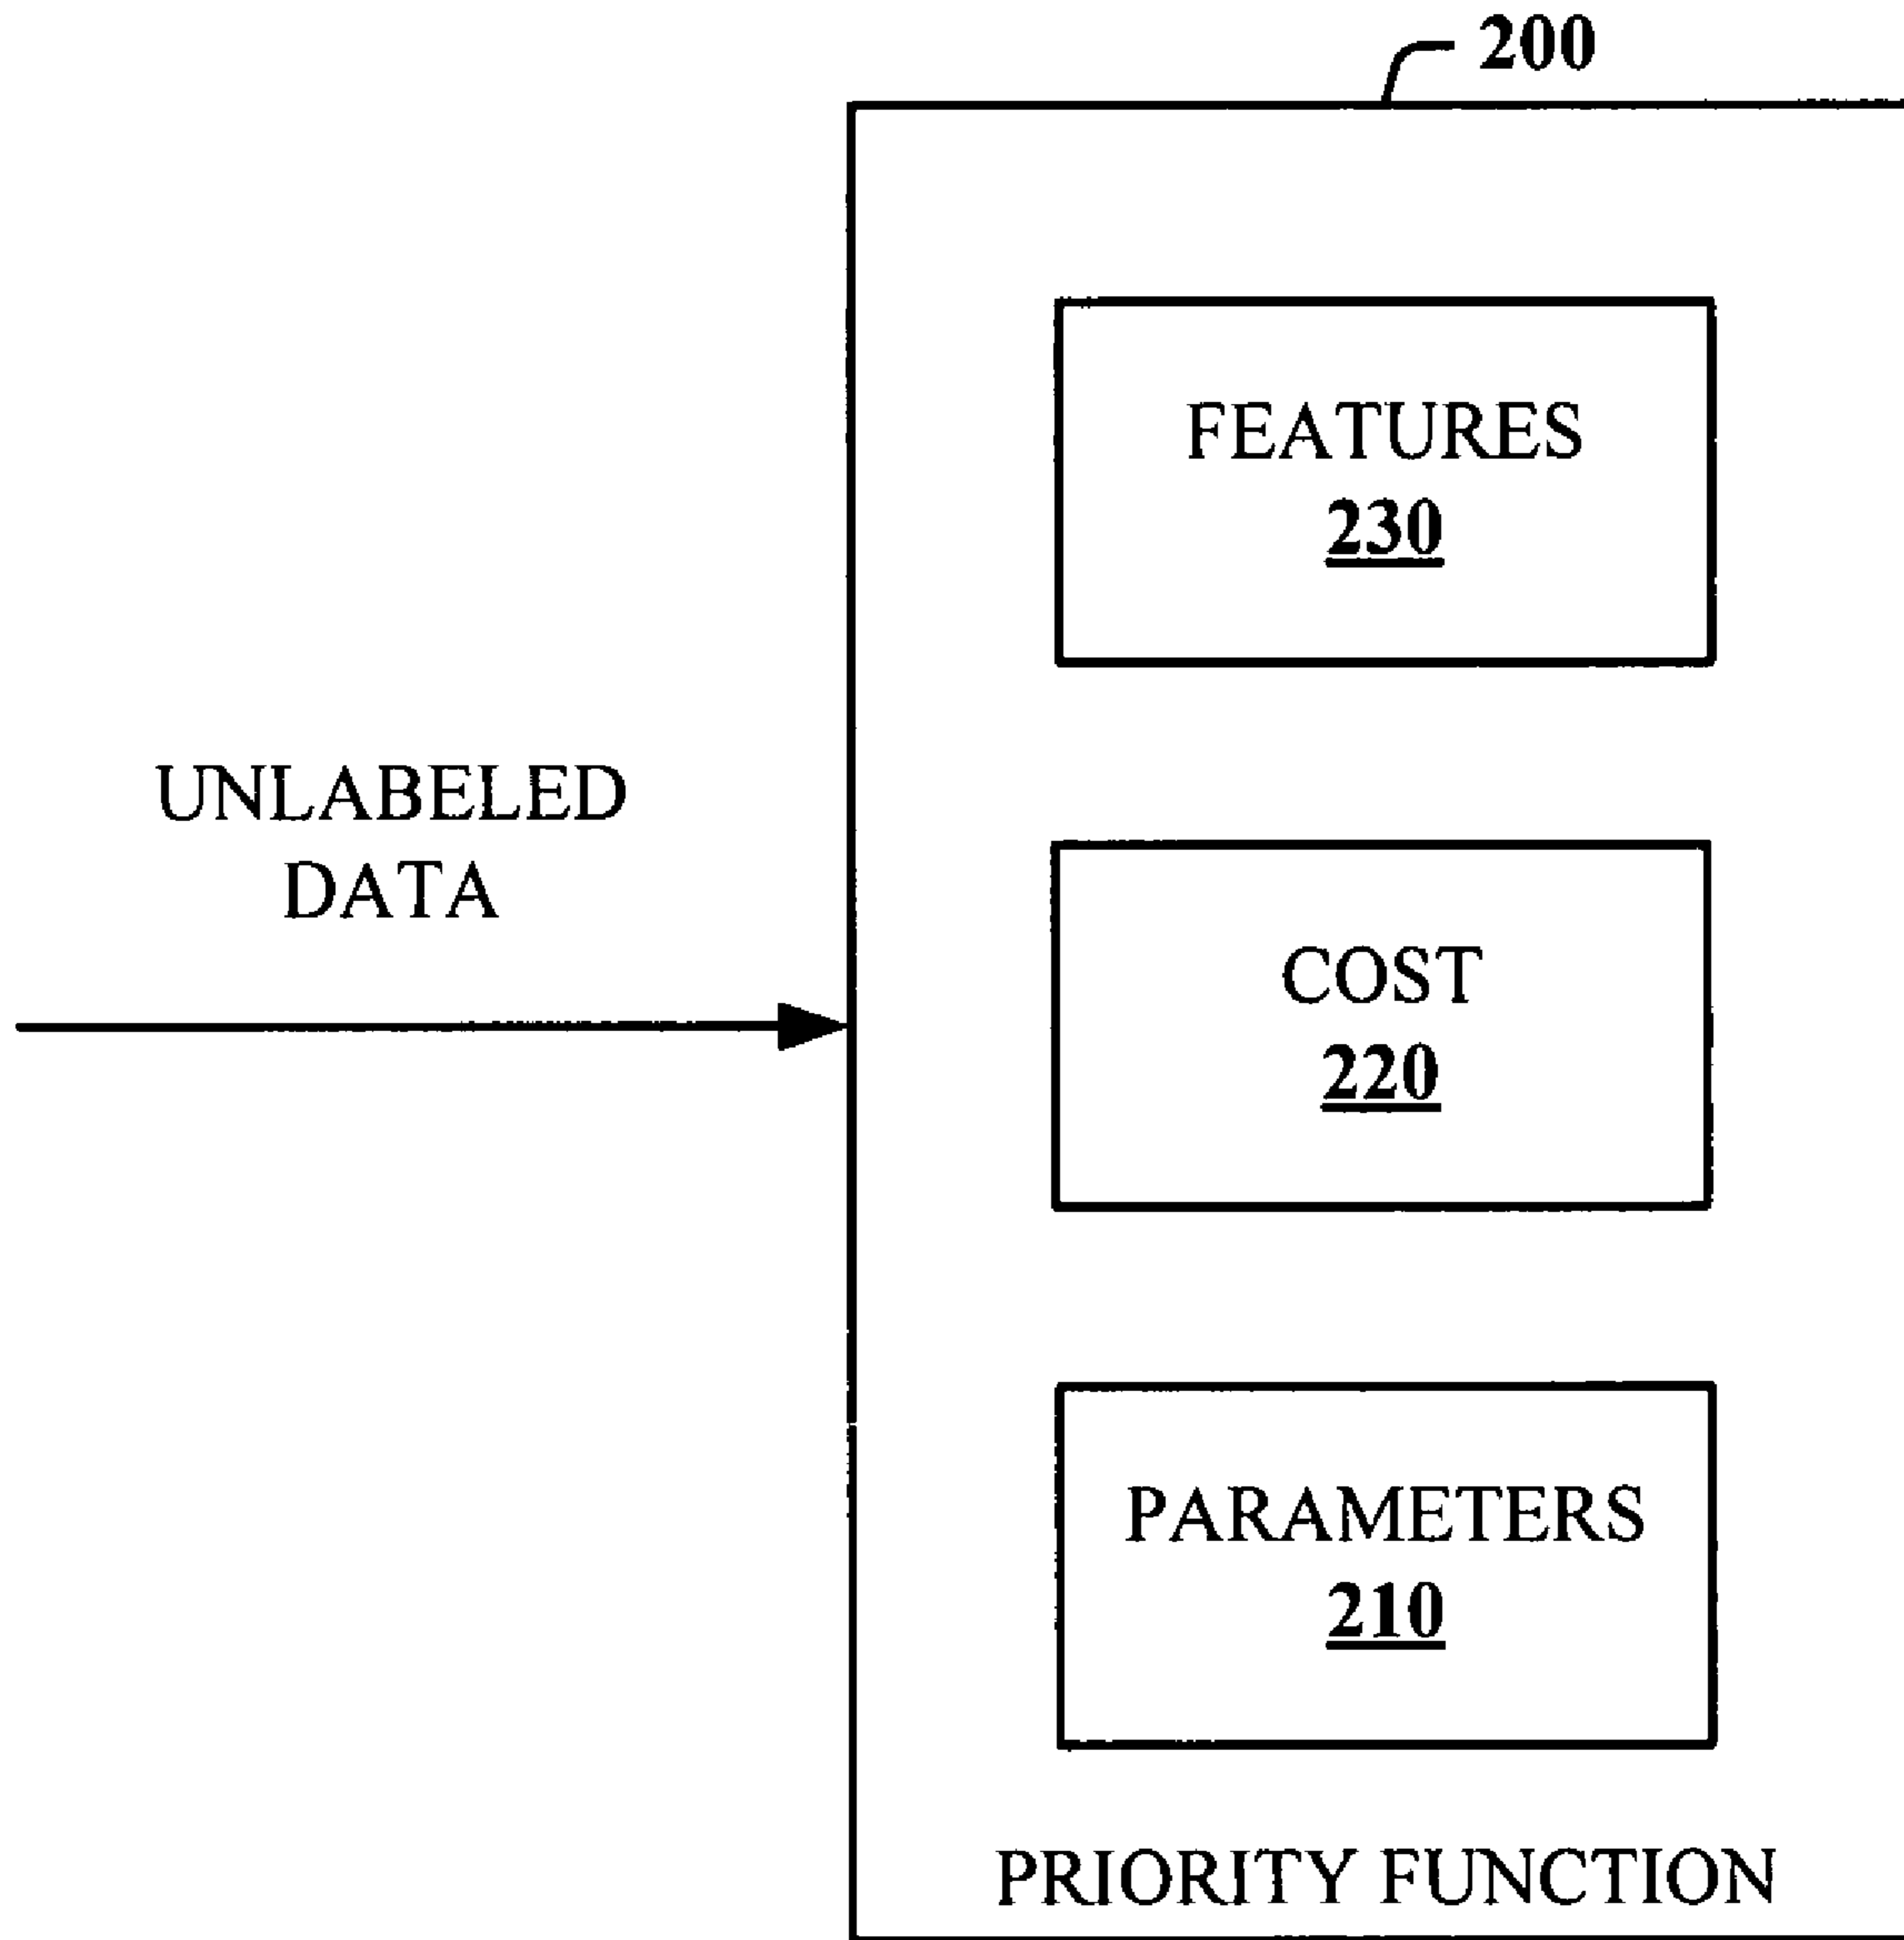 200
FEATURES
230
UNLABELED
DATA
COST
220
PARAMETERS
210
PRIORITY FUNCTION